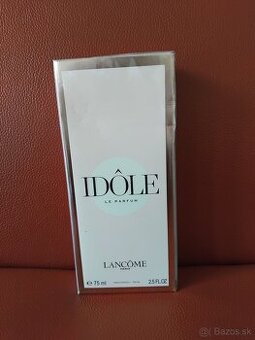 IDÔLE
LE PARFUM
LANCÔME
PARIS
℮ 75 ml
2.5 FL.OZ
Bazos.sk